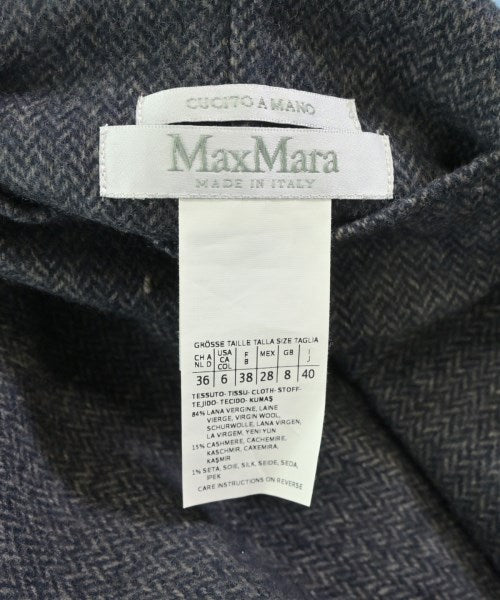 CUCITO A MANO
MaxMara
MADE IN ITALY
GRÖSSE TAILLE TALLA SIZE TAGLIA
CH A NL D USA CA COL F B MEX GB I J
36 6 38 28 8 40
TESSUTO-TISSU-CLOTH-STOFF-
TEJIDO-TECIDO-KUMAŞ
84% LANA VERGINE, LAINE
VIERGE, VIRGIN WOOL,
SCHURWOLLE, LANA VIRGEN,
LA VIRGEM, YENI YUN
15% CASHMERE, CACHEMIRE,
KASCHMIR, CAXEMIRA,
KAŞMIR
1% SETA, SOIE, SILK, SEIDE, SEDA,
IPEK
CARE INSTRUCTIONS ON REVERSE